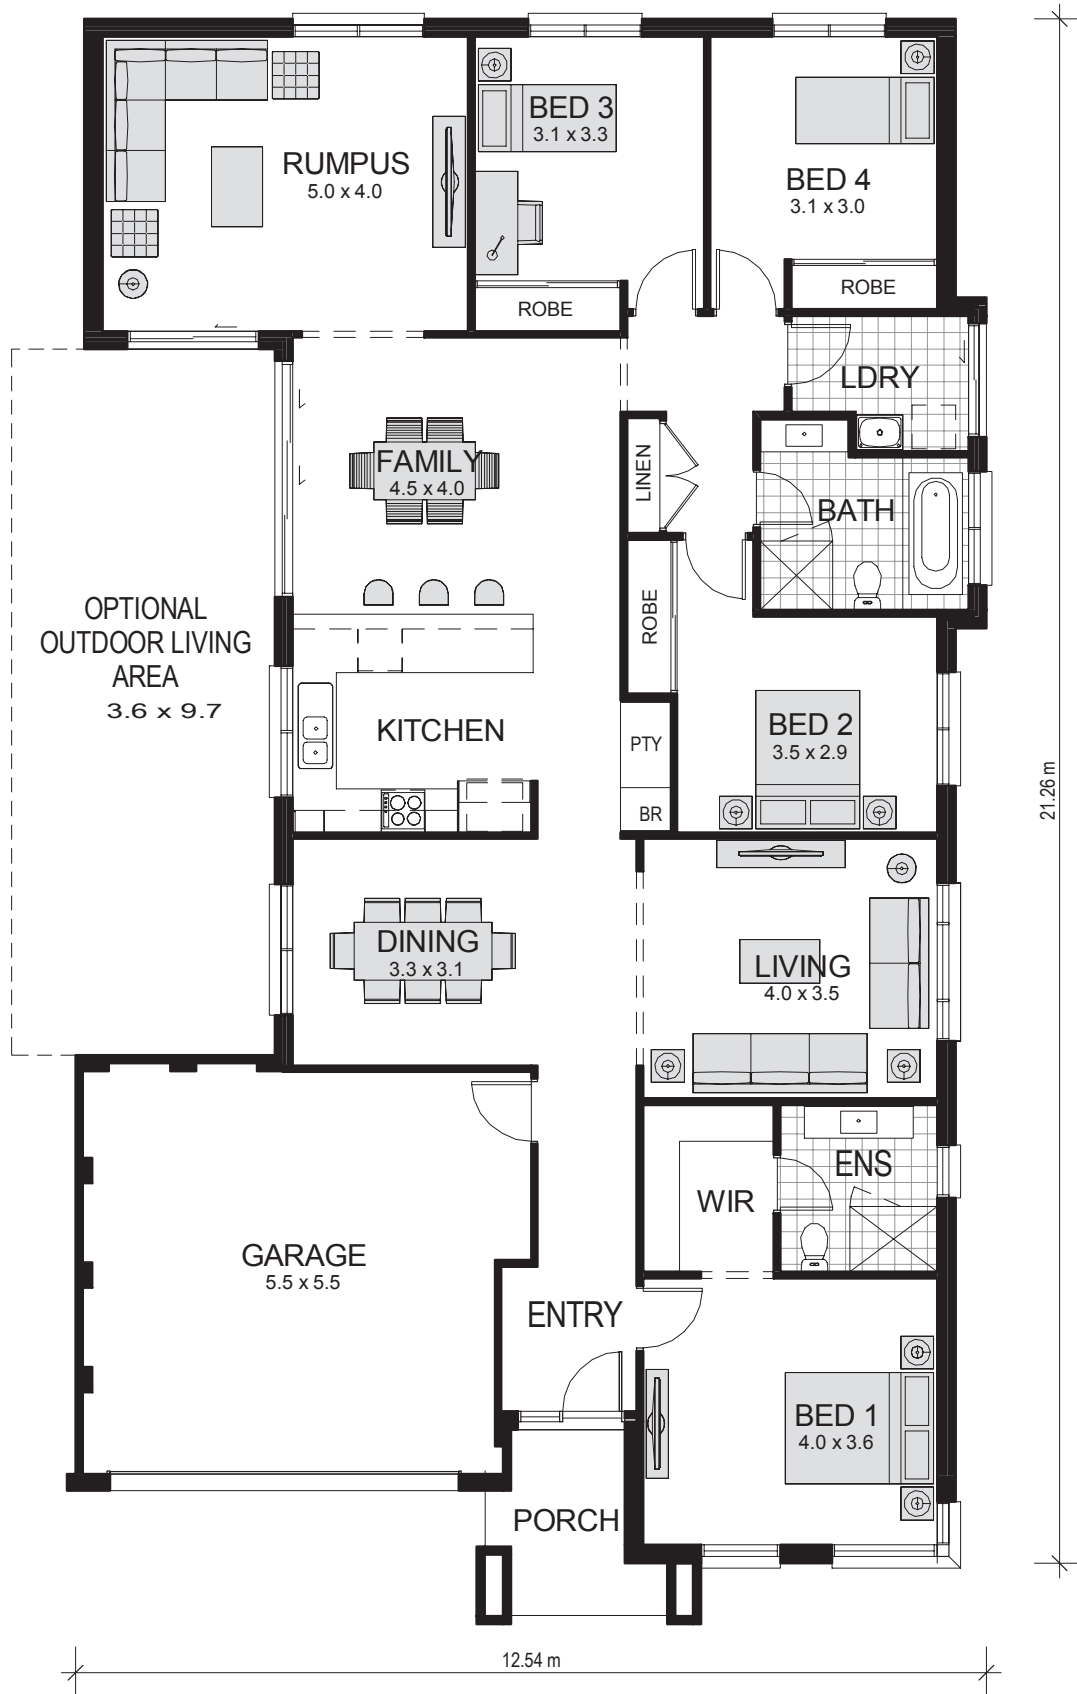 RUMPUS
5.0 x 4.0
BED 3
3.1 x 3.3
BED 4
3.1 x 3.0
ROBE
ROBE
LDRY
FAMILY
4.5 x 4.0
LINEN
BATH
OPTIONAL
OUTDOOR LIVING
AREA
3.6 x 9.7
ROBE
KITCHEN
PTY
BR
BED 2
3.5 x 2.9
21.26 m
DINING
3.3 x 3.1
LIVING
4.0 x 3.5
ENS
WIR
GARAGE
5.5 x 5.5
ENTRY
BED 1
4.0 x 3.6
PORCH
12.54 m